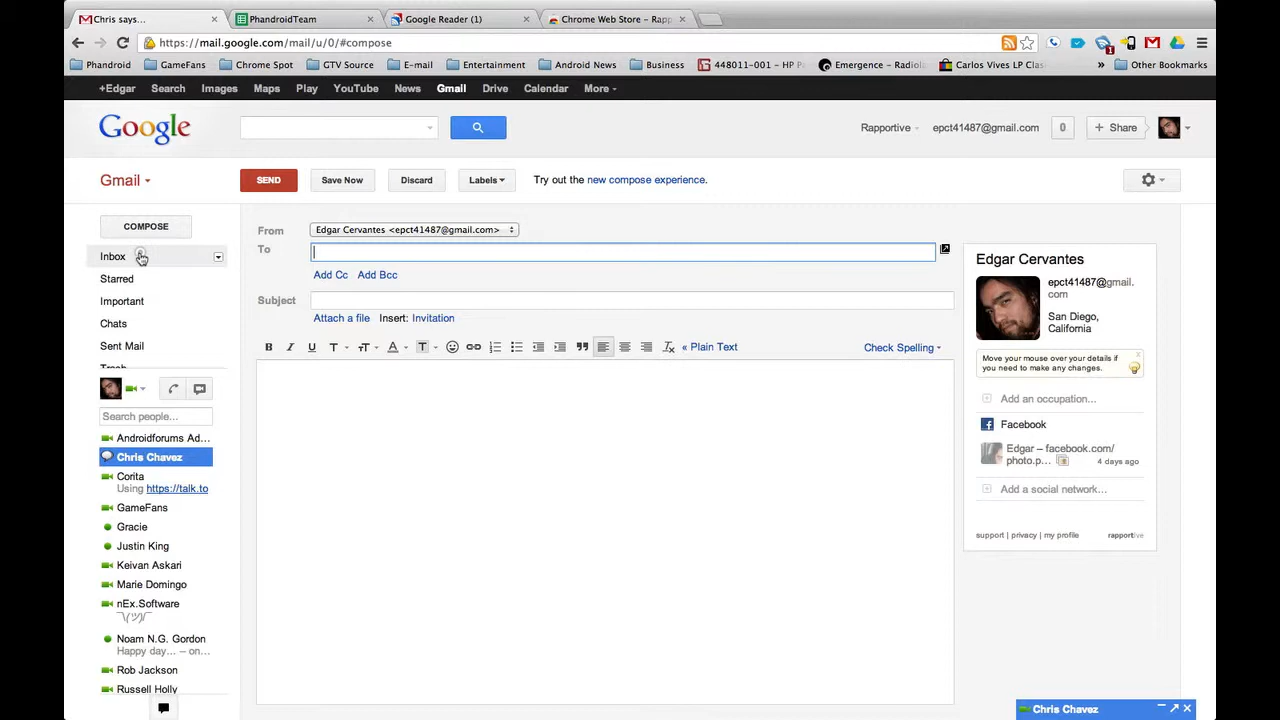 Chris says...
PhandroidTeam
Google Reader (1)
Chrome Web Store - Rapp
https://mail.google.com/mail/u/0/#compose
1
Phandroid
GameFans
Chrome Spot
GTV Source
E-mail
Entertainment
Android News
Business
448011-001 - HP P
Emergence - Radiola
Carlos Vives LP Clas
»
Other Bookmarks
+Edgar
Search
Images
Maps
Play
YouTube
News
Gmail
Drive
Calendar
More
Google
Rapportive
epct41487@gmail.com
0
+ Share
Gmail
SEND
Save Now
Discard
Labels
Try out the new compose experience.
COMPOSE
Inbox
Starred
Important
Chats
Sent Mail
Trash
Search people...
Androidforums Ad...
Chris Chavez
Corita
Using https://talk.to
GameFans
Gracie
Justin King
Keivan Askari
Marie Domingo
nEx.Software
¯\(ツ)/¯
Noam N.G. Gordon
Happy day... – on...
Rob Jackson
Russell Holly
From
Edgar Cervantes <epct41487@gmail.com>
To
Add Cc
Add Bcc
Subject
Attach a file
Insert: Invitation
B I U T тT A T
« Plain Text
Check Spelling
Edgar Cervantes
epct41487@gmail.
com
San Diego,
California
Move your mouse over your details if
you need to make any changes.
x
Add an occupation...
Facebook
Edgar – facebook.com/
photo.p...
4 days ago
Add a social network...
support | privacy | my profile
rapportive
Chris Chavez